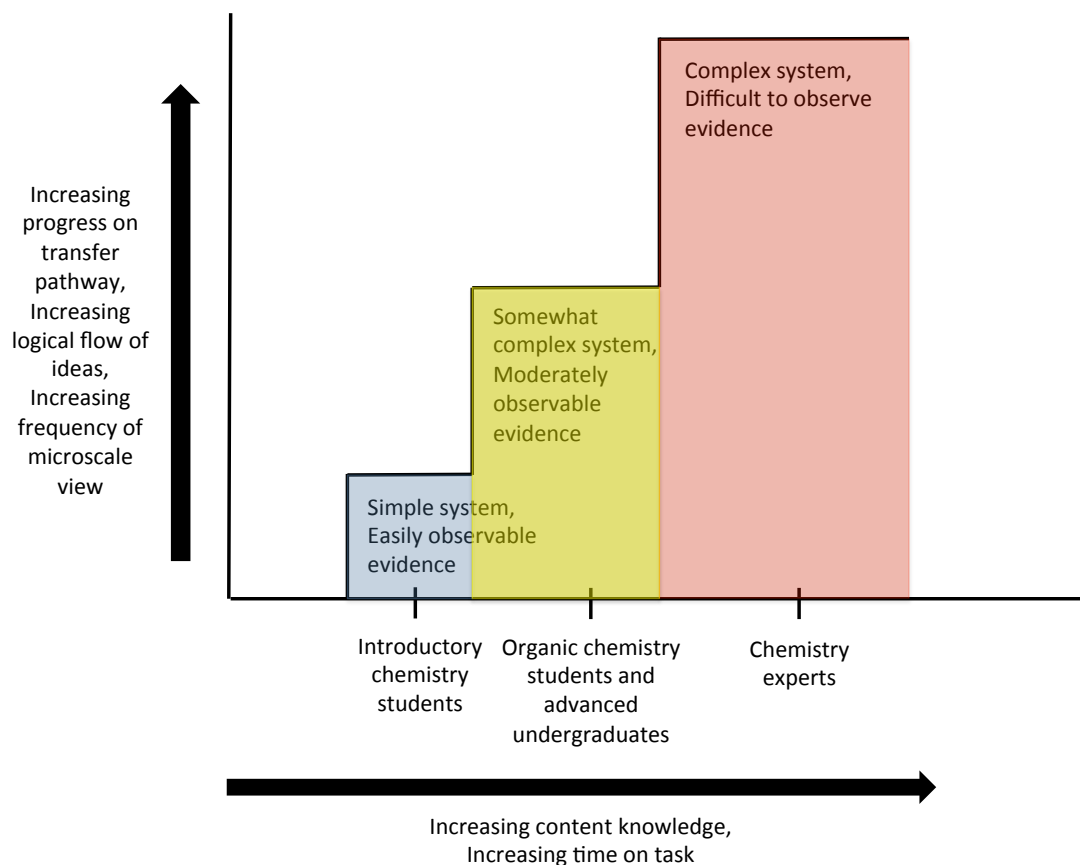 Complex system,
Difficult to observe
evidence
Increasing
progress on
transfer
pathway,
Increasing
logical flow of
ideas,
Increasing
frequency of
microscale
view
Somewhat
complex system,
Moderately
observable
evidence
Simple system,
Easily observable
evidence
Introductory
chemistry
students
Organic chemistry
students and
advanced
undergraduates
Chemistry
experts
Increasing content knowledge,
Increasing time on task